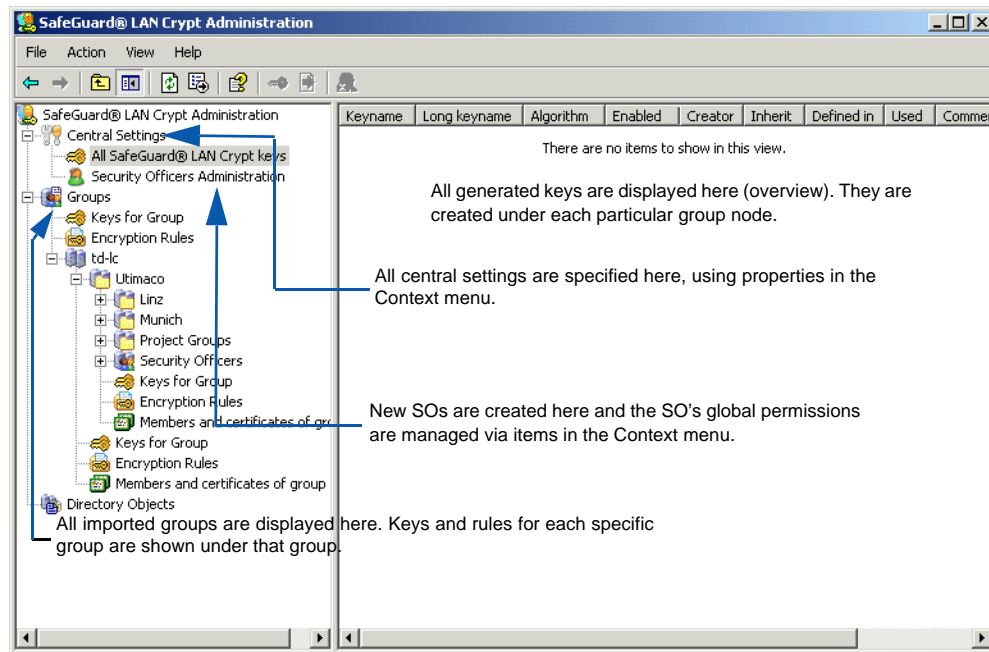 SafeGuard® LAN Crypt Administration
File Action View Help
SafeGuard® LAN Crypt Administration
Central Settings
All SafeGuard® LAN Crypt keys
Security Officers Administration
Groups
Keys for Group
Encryption Rules
td-lc
Utimaco
Linz
Munich
Project Groups
Security Officers
Keys for Group
Encryption Rules
Members and certificates of gro
Keys for Group
Encryption Rules
Members and certificates of group
Directory Objects
Keyname Long keyname Algorithm Enabled Creator Inherit Defined in Used Commen
There are no items to show in this view.
All generated keys are displayed here (overview). They are
created under each particular group node.
All central settings are specified here, using properties in the
Context menu.
New SOs are created here and the SO's global permissions
are managed via items in the Context menu.
All imported groups are displayed here. Keys and rules for each specific
group are shown under that group.